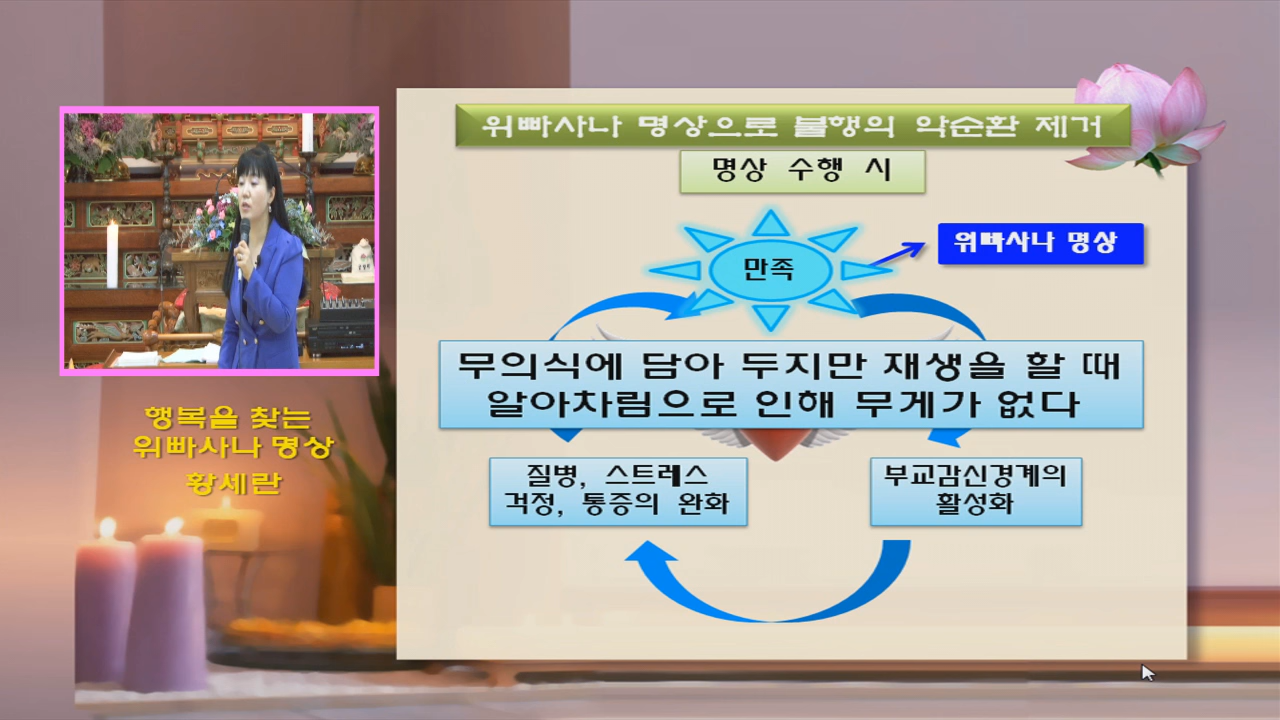 위빠사나 명상으로 불행의 악순환 제거
명상 수행 시
만족
위빠사나 명상
무의식에 담아 두지만 재생을 할 때
알아차림으로 인해 무게가 없다
질병, 스트레스
걱정, 통증의 완화
부교감신경계의
활성화
행복을 찾는
위빠사나 명상
황세란